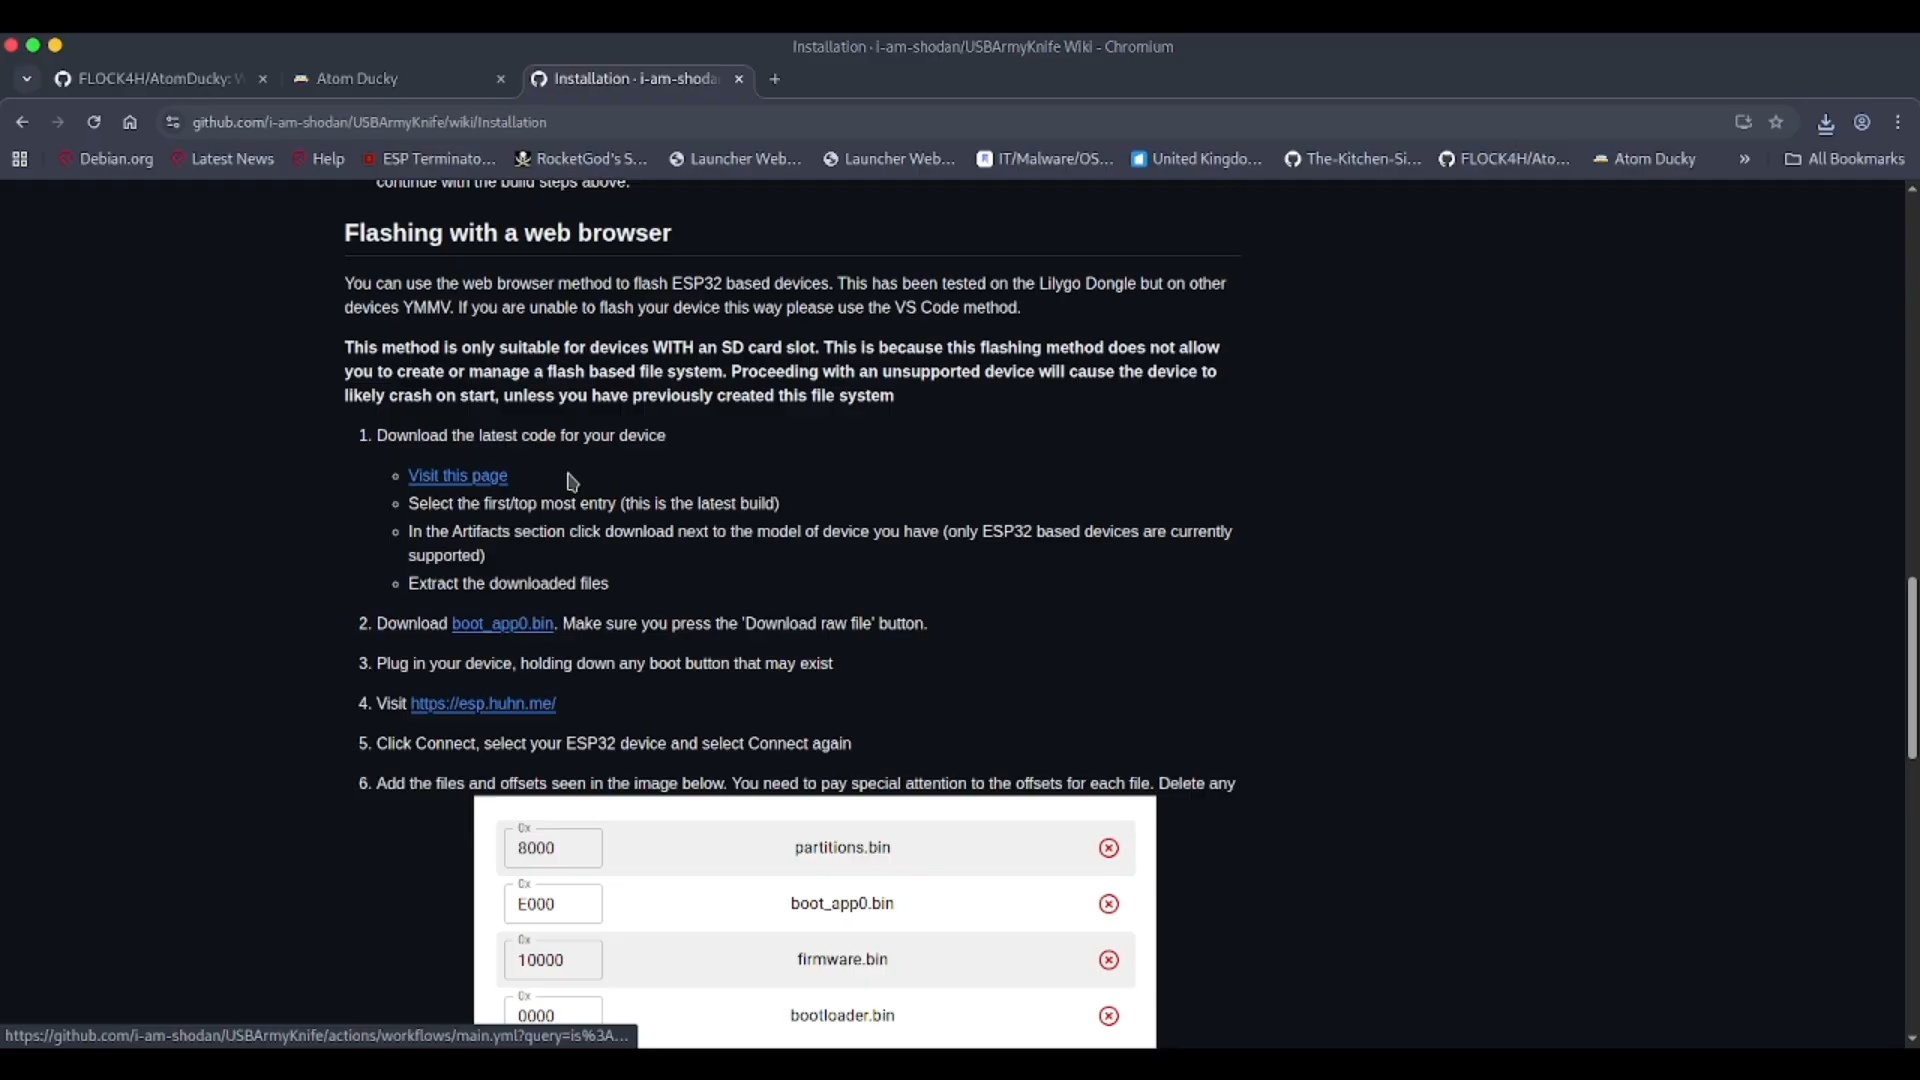 Installation · i-am-shodan/USBArmyKnife Wiki - Chromium
FLOCK4H/AtomDucky: W
Atom Ducky
Installation · i-am-shoda
github.com/i-am-shodan/USBArmyKnife/wiki/Installation
Debian.org
Latest News
Help
ESP Terminato...
RocketGod's S...
Launcher Web...
Launcher Web...
IT/Malware/OS...
United Kingdo...
The-Kitchen-Si...
FLOCK4H/Ato...
Atom Ducky
»
All Bookmarks
continue with the build steps above.
Flashing with a web browser
You can use the web browser method to flash ESP32 based devices. This has been tested on the Lilygo Dongle but on other
devices YMMV. If you are unable to flash your device this way please use the VS Code method.
This method is only suitable for devices WITH an SD card slot. This is because this flashing method does not allow
you to create or manage a flash based file system. Proceeding with an unsupported device will cause the device to
likely crash on start, unless you have previously created this file system
1. Download the latest code for your device
Visit this page
Select the first/top most entry (this is the latest build)
In the Artifacts section click download next to the model of device you have (only ESP32 based devices are currently
supported)
Extract the downloaded files
2. Download boot_app0.bin. Make sure you press the 'Download raw file' button.
3. Plug in your device, holding down any boot button that may exist
4. Visit https://esp.huhn.me/
5. Click Connect, select your ESP32 device and select Connect again
6. Add the files and offsets seen in the image below. You need to pay special attention to the offsets for each file. Delete any
0x
8000
partitions.bin
0x
E000
boot_app0.bin
0x
10000
firmware.bin
0x
0000
bootloader.bin
https://github.com/i-am-shodan/USBArmyKnife/actions/workflows/main.yml?query=is%3A...